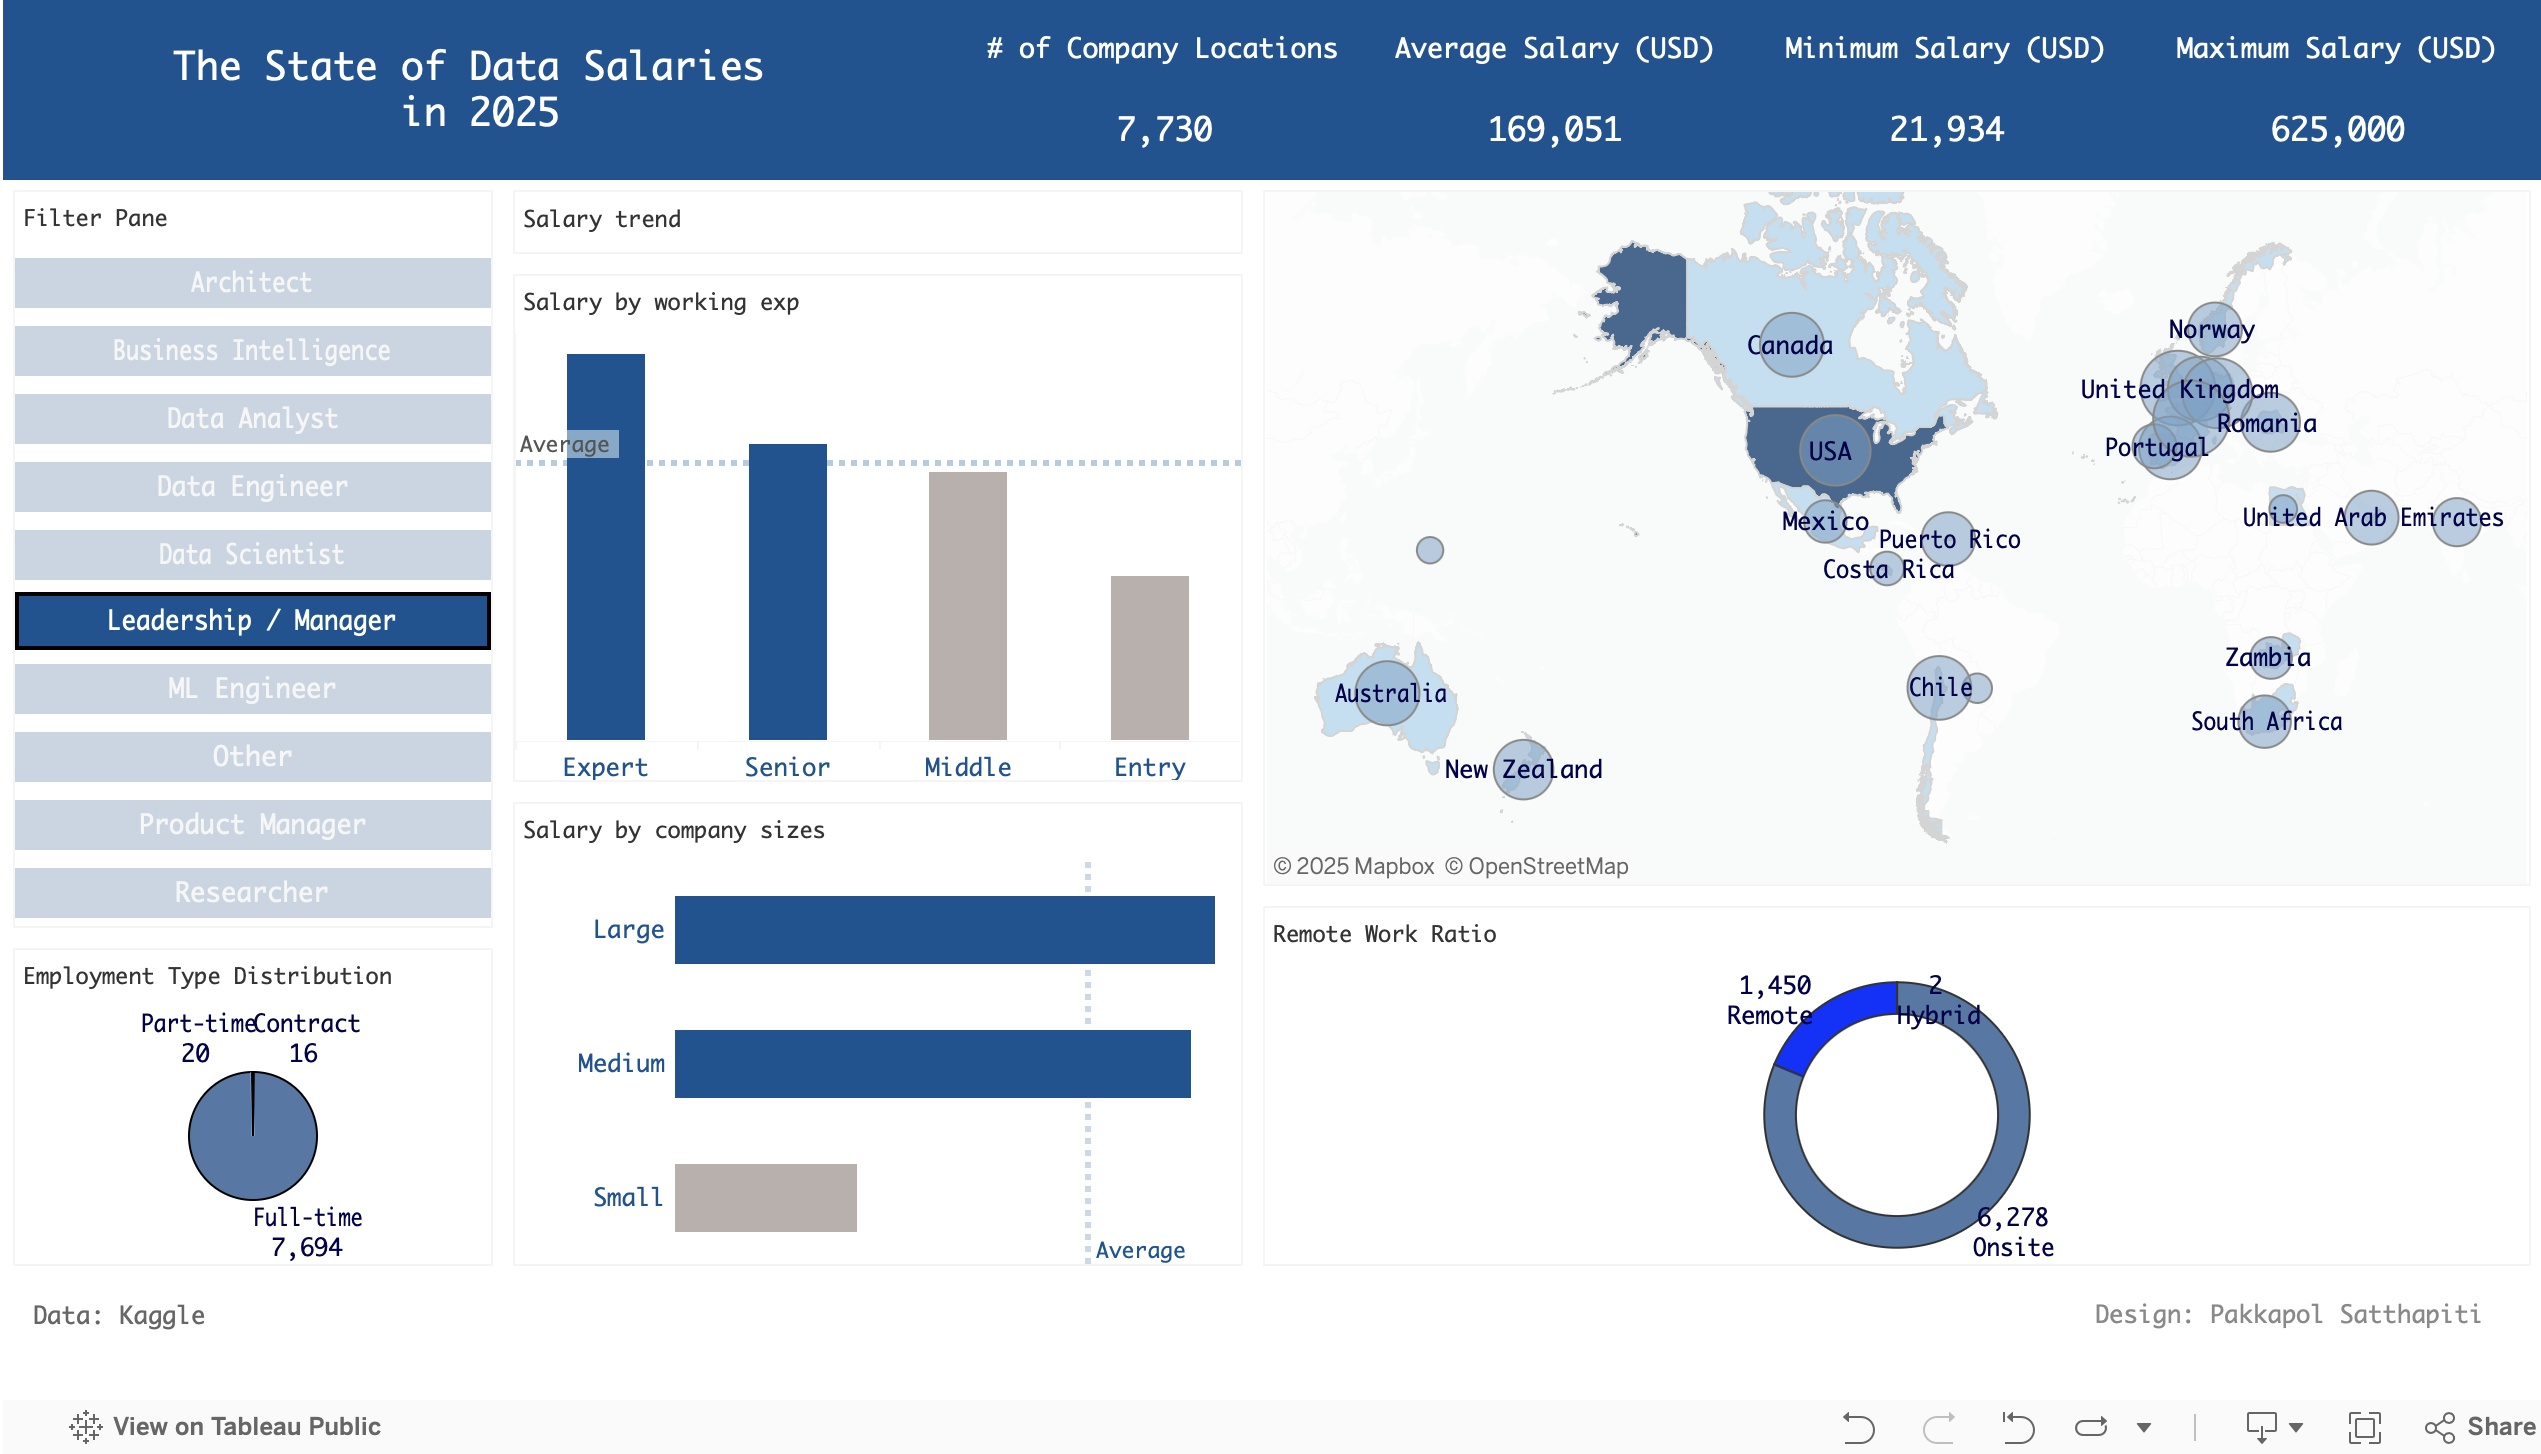 The State of Data Salaries
in 2025
# of Company Locations
7,730
Average Salary (USD)
169,051
Minimum Salary (USD)
21,934
Maximum Salary (USD)
625,000
Filter Pane
Architect
Business Intelligence
Data Analyst
Data Engineer
Data Scientist
Leadership / Manager
ML Engineer
Other
Product Manager
Researcher
Employment Type Distribution
Part-time
20
Contract
16
Full-time
7,694
Salary trend
Salary by working exp
Average
Expert
Senior
Middle
Entry
Salary by company sizes
Large
Medium
Small
Average
Canada
USA
Mexico
Puerto Rico
Costa Rica
Chile
Australia
New Zealand
Norway
United Kingdom
Romania
Portugal
United Arab Emirates
Zambia
South Africa
© 2025 Mapbox © OpenStreetMap
Remote Work Ratio
1,450
Remote
2
Hybrid
6,278
Onsite
Data: Kaggle
Design: Pakkapol Satthapiti
View on Tableau Public
Share